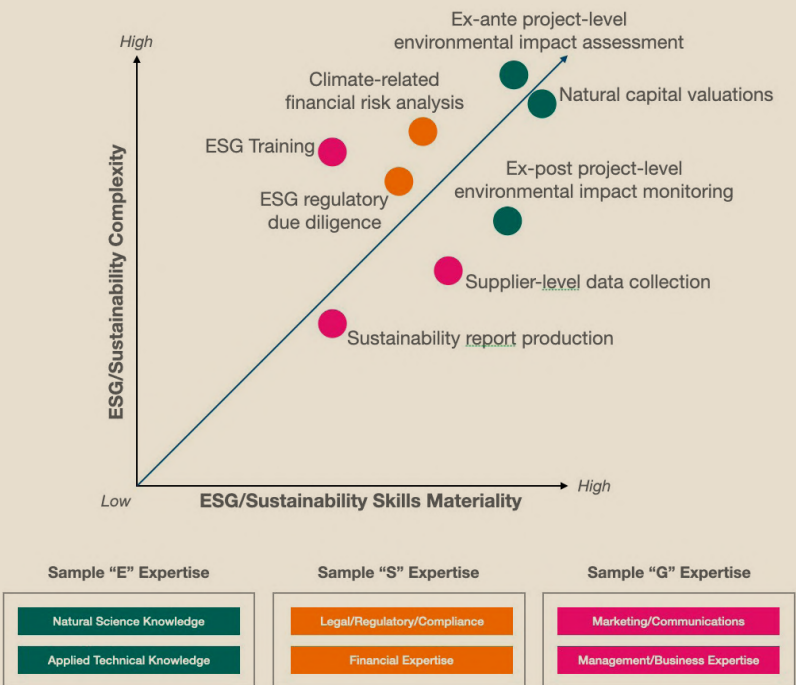 Ex-ante project-level
environmental impact assessment
High
Climate-related
financial risk analysis
Natural capital valuations
ESG Training
Ex-post project-level
environmental impact monitoring
ESG regulatory
due diligence
ESG/Sustainability Complexity
Supplier-level data collection
Sustainability report production
Low
ESG/Sustainability Skills Materiality
High
Sample “E” Expertise
Natural Science Knowledge
Applied Technical Knowledge
Sample “S” Expertise
Legal/Regulatory/Compliance
Financial Expertise
Sample “G” Expertise
Marketing/Communications
Management/Business Expertise